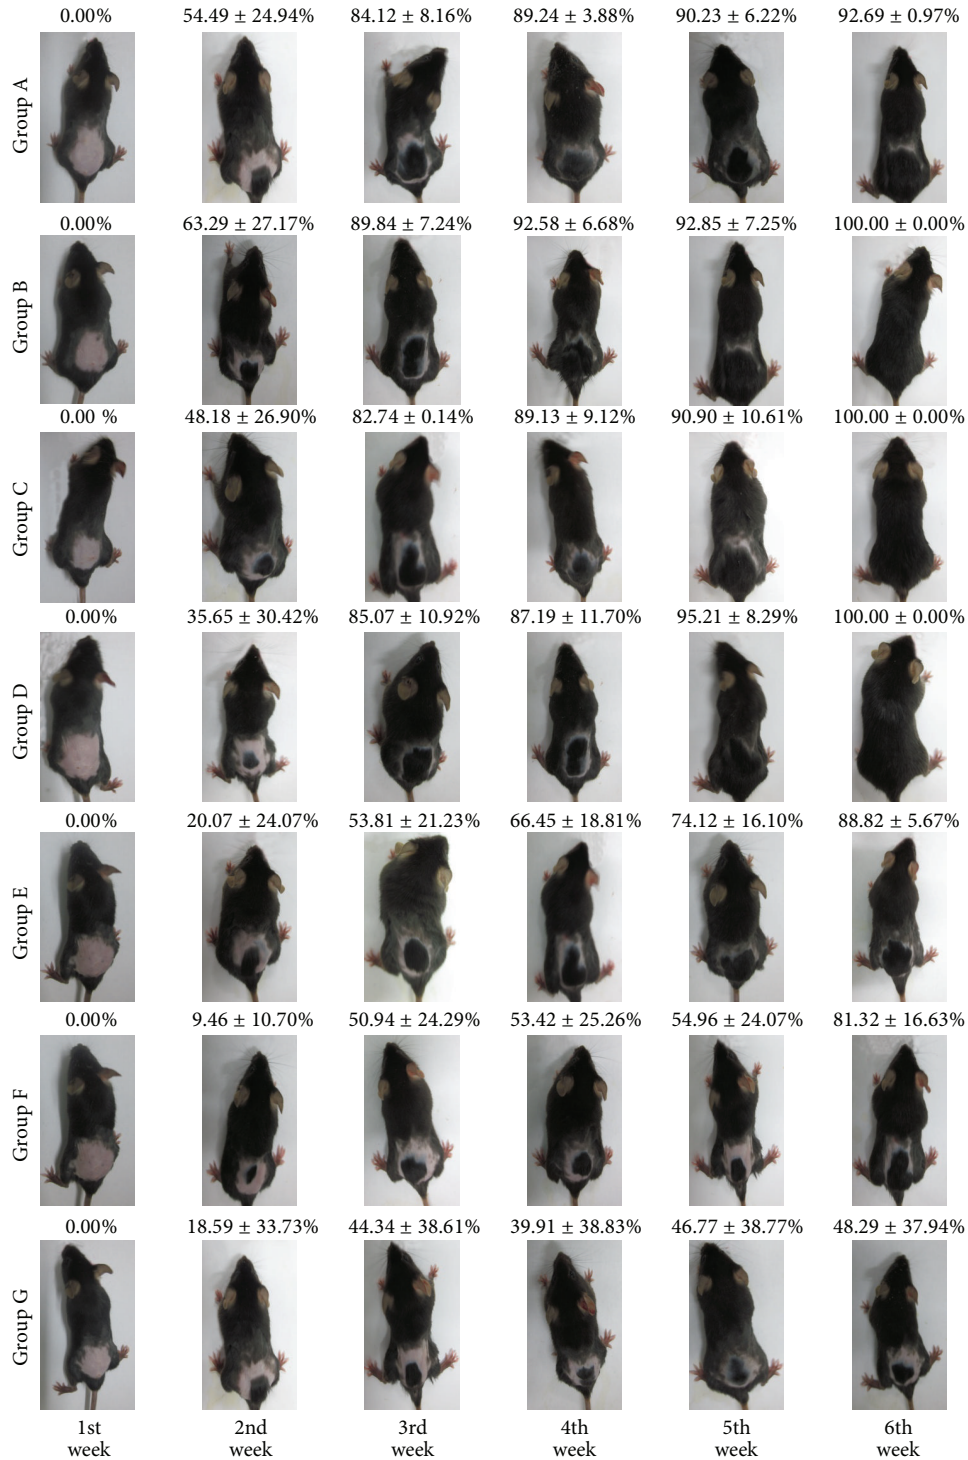 0.00% 54.49 ± 24.94% 84.12 ± 8.16% 89.24 ± 3.88% 90.23 ± 6.22% 92.69 ± 0.97%
Group A
0.00% 63.29 ± 27.17% 89.84 ± 7.24% 92.58 ± 6.68% 92.85 ± 7.25% 100.00 ± 0.00%
Group B
0.00 % 48.18 ± 26.90% 82.74 ± 0.14% 89.13 ± 9.12% 90.90 ± 10.61% 100.00 ± 0.00%
Group C
0.00% 35.65 ± 30.42% 85.07 ± 10.92% 87.19 ± 11.70% 95.21 ± 8.29% 100.00 ± 0.00%
Group D
0.00% 20.07 ± 24.07% 53.81 ± 21.23% 66.45 ± 18.81% 74.12 ± 16.10% 88.82 ± 5.67%
Group E
0.00% 9.46 ± 10.70% 50.94 ± 24.29% 53.42 ± 25.26% 54.96 ± 24.07% 81.32 ± 16.63%
Group F
0.00% 18.59 ± 33.73% 44.34 ± 38.61% 39.91 ± 38.83% 46.77 ± 38.77% 48.29 ± 37.94%
Group G
1st 2nd 3rd 4th 5th 6th
week week week week week week